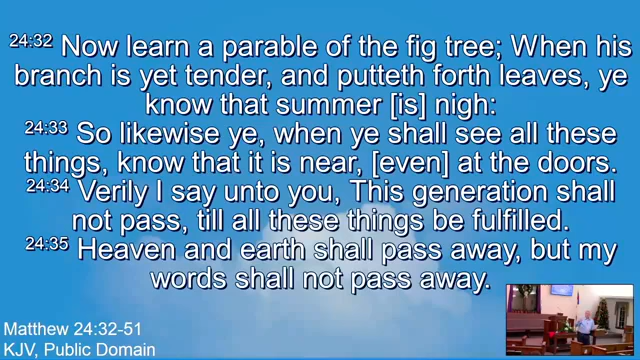 24:32 Now learn a parable of the fig tree; When his
branch is yet tender, and putteth forth leaves, ye
know that summer [is] nigh:
24:33 So likewise ye, when ye shall see all these
things, know that it is near, [even] at the doors.
24:34 Verily I say unto you, This generation shall
not pass, till all these things be fulfilled.
24:35 Heaven and earth shall pass away, but my
words shall not pass away.
Matthew 24:32-51
KJV, Public Domain